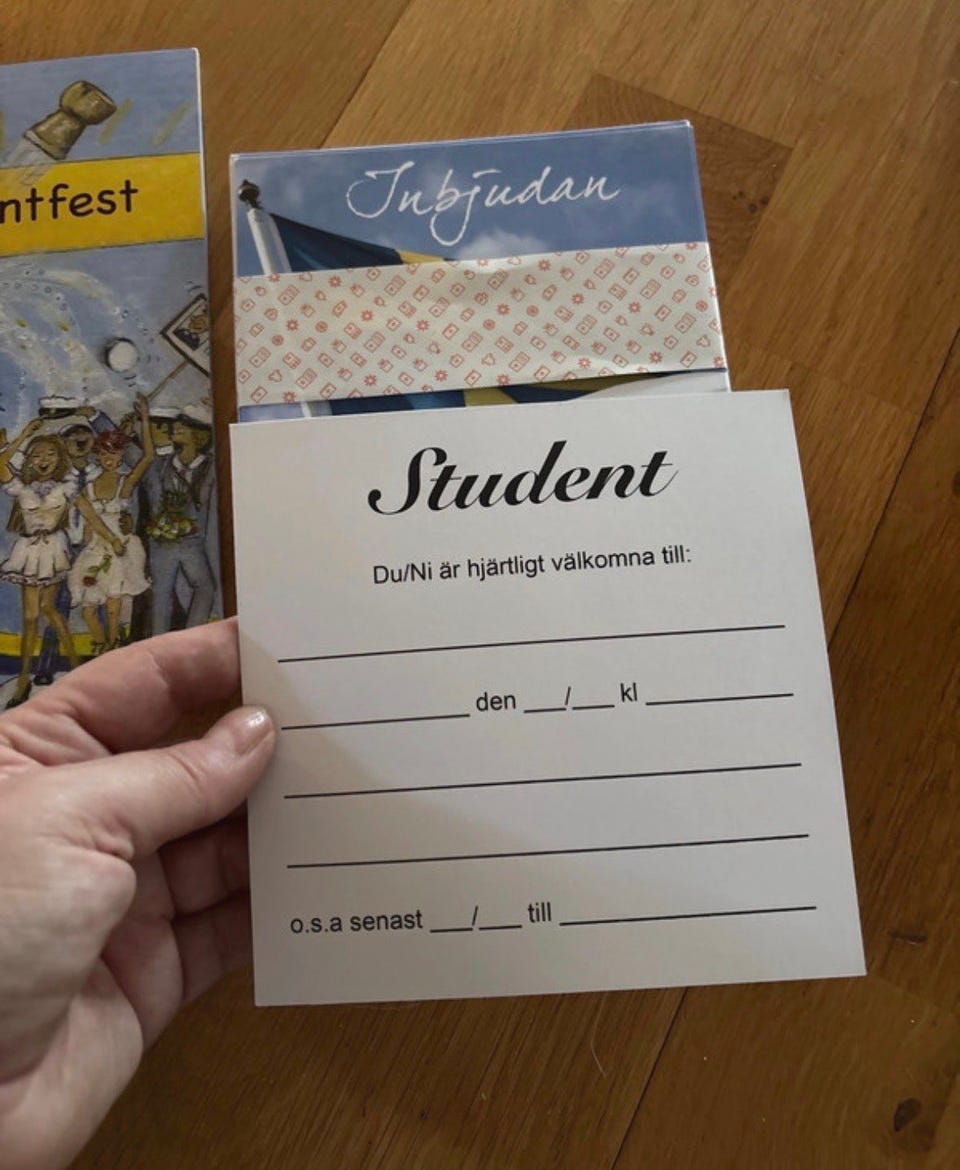 ntfest
Inbjudan
Student
Du/Ni är hjärtligt välkomna till:
den __/__ kl
o.s.a senast __/__ till